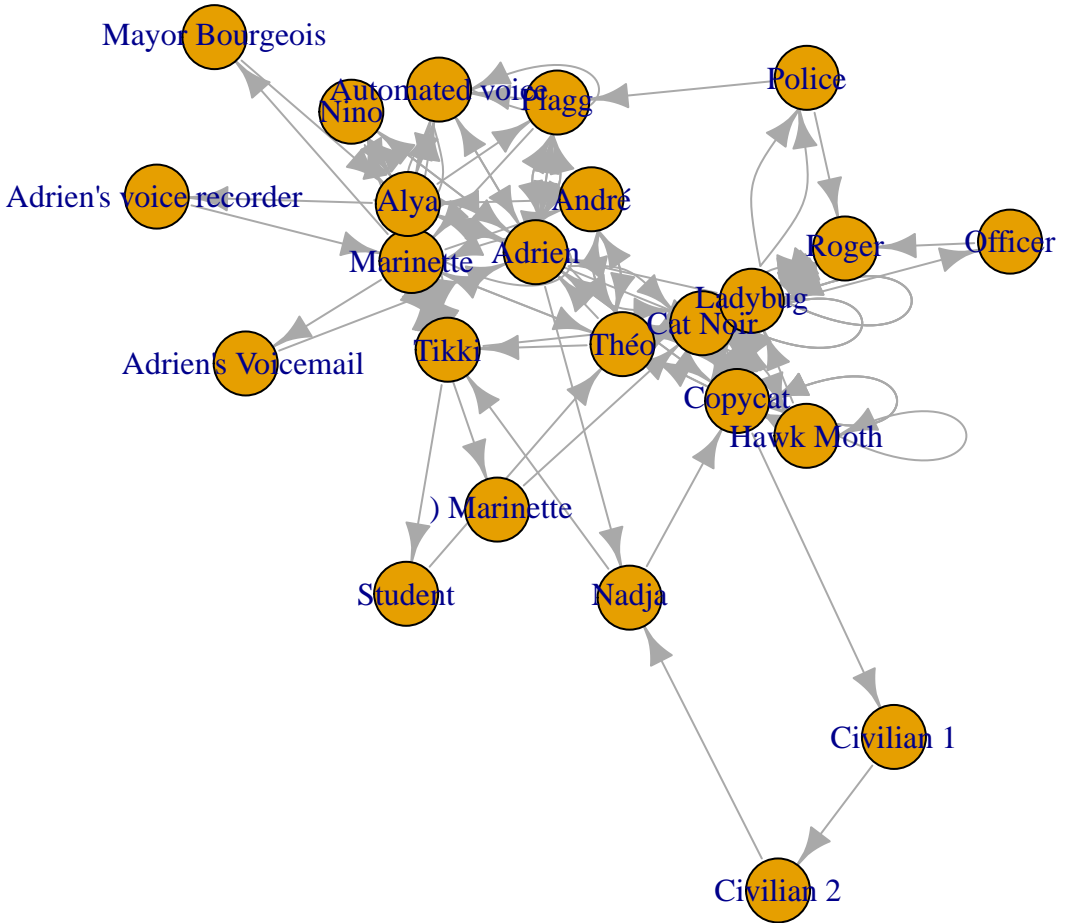 Mayor Bourgeois
Police
Automated voice
Plagg
Nino
Adrien's voice recorder
Alya
André
Marinette
Adrien
Roger
Officer
Ladybug
Cat Noir
Théo
Tikki
Adrien's Voicemail
Copycat
Hawk Moth
) Marinette
Student
Nadja
Civilian 1
Civilian 2